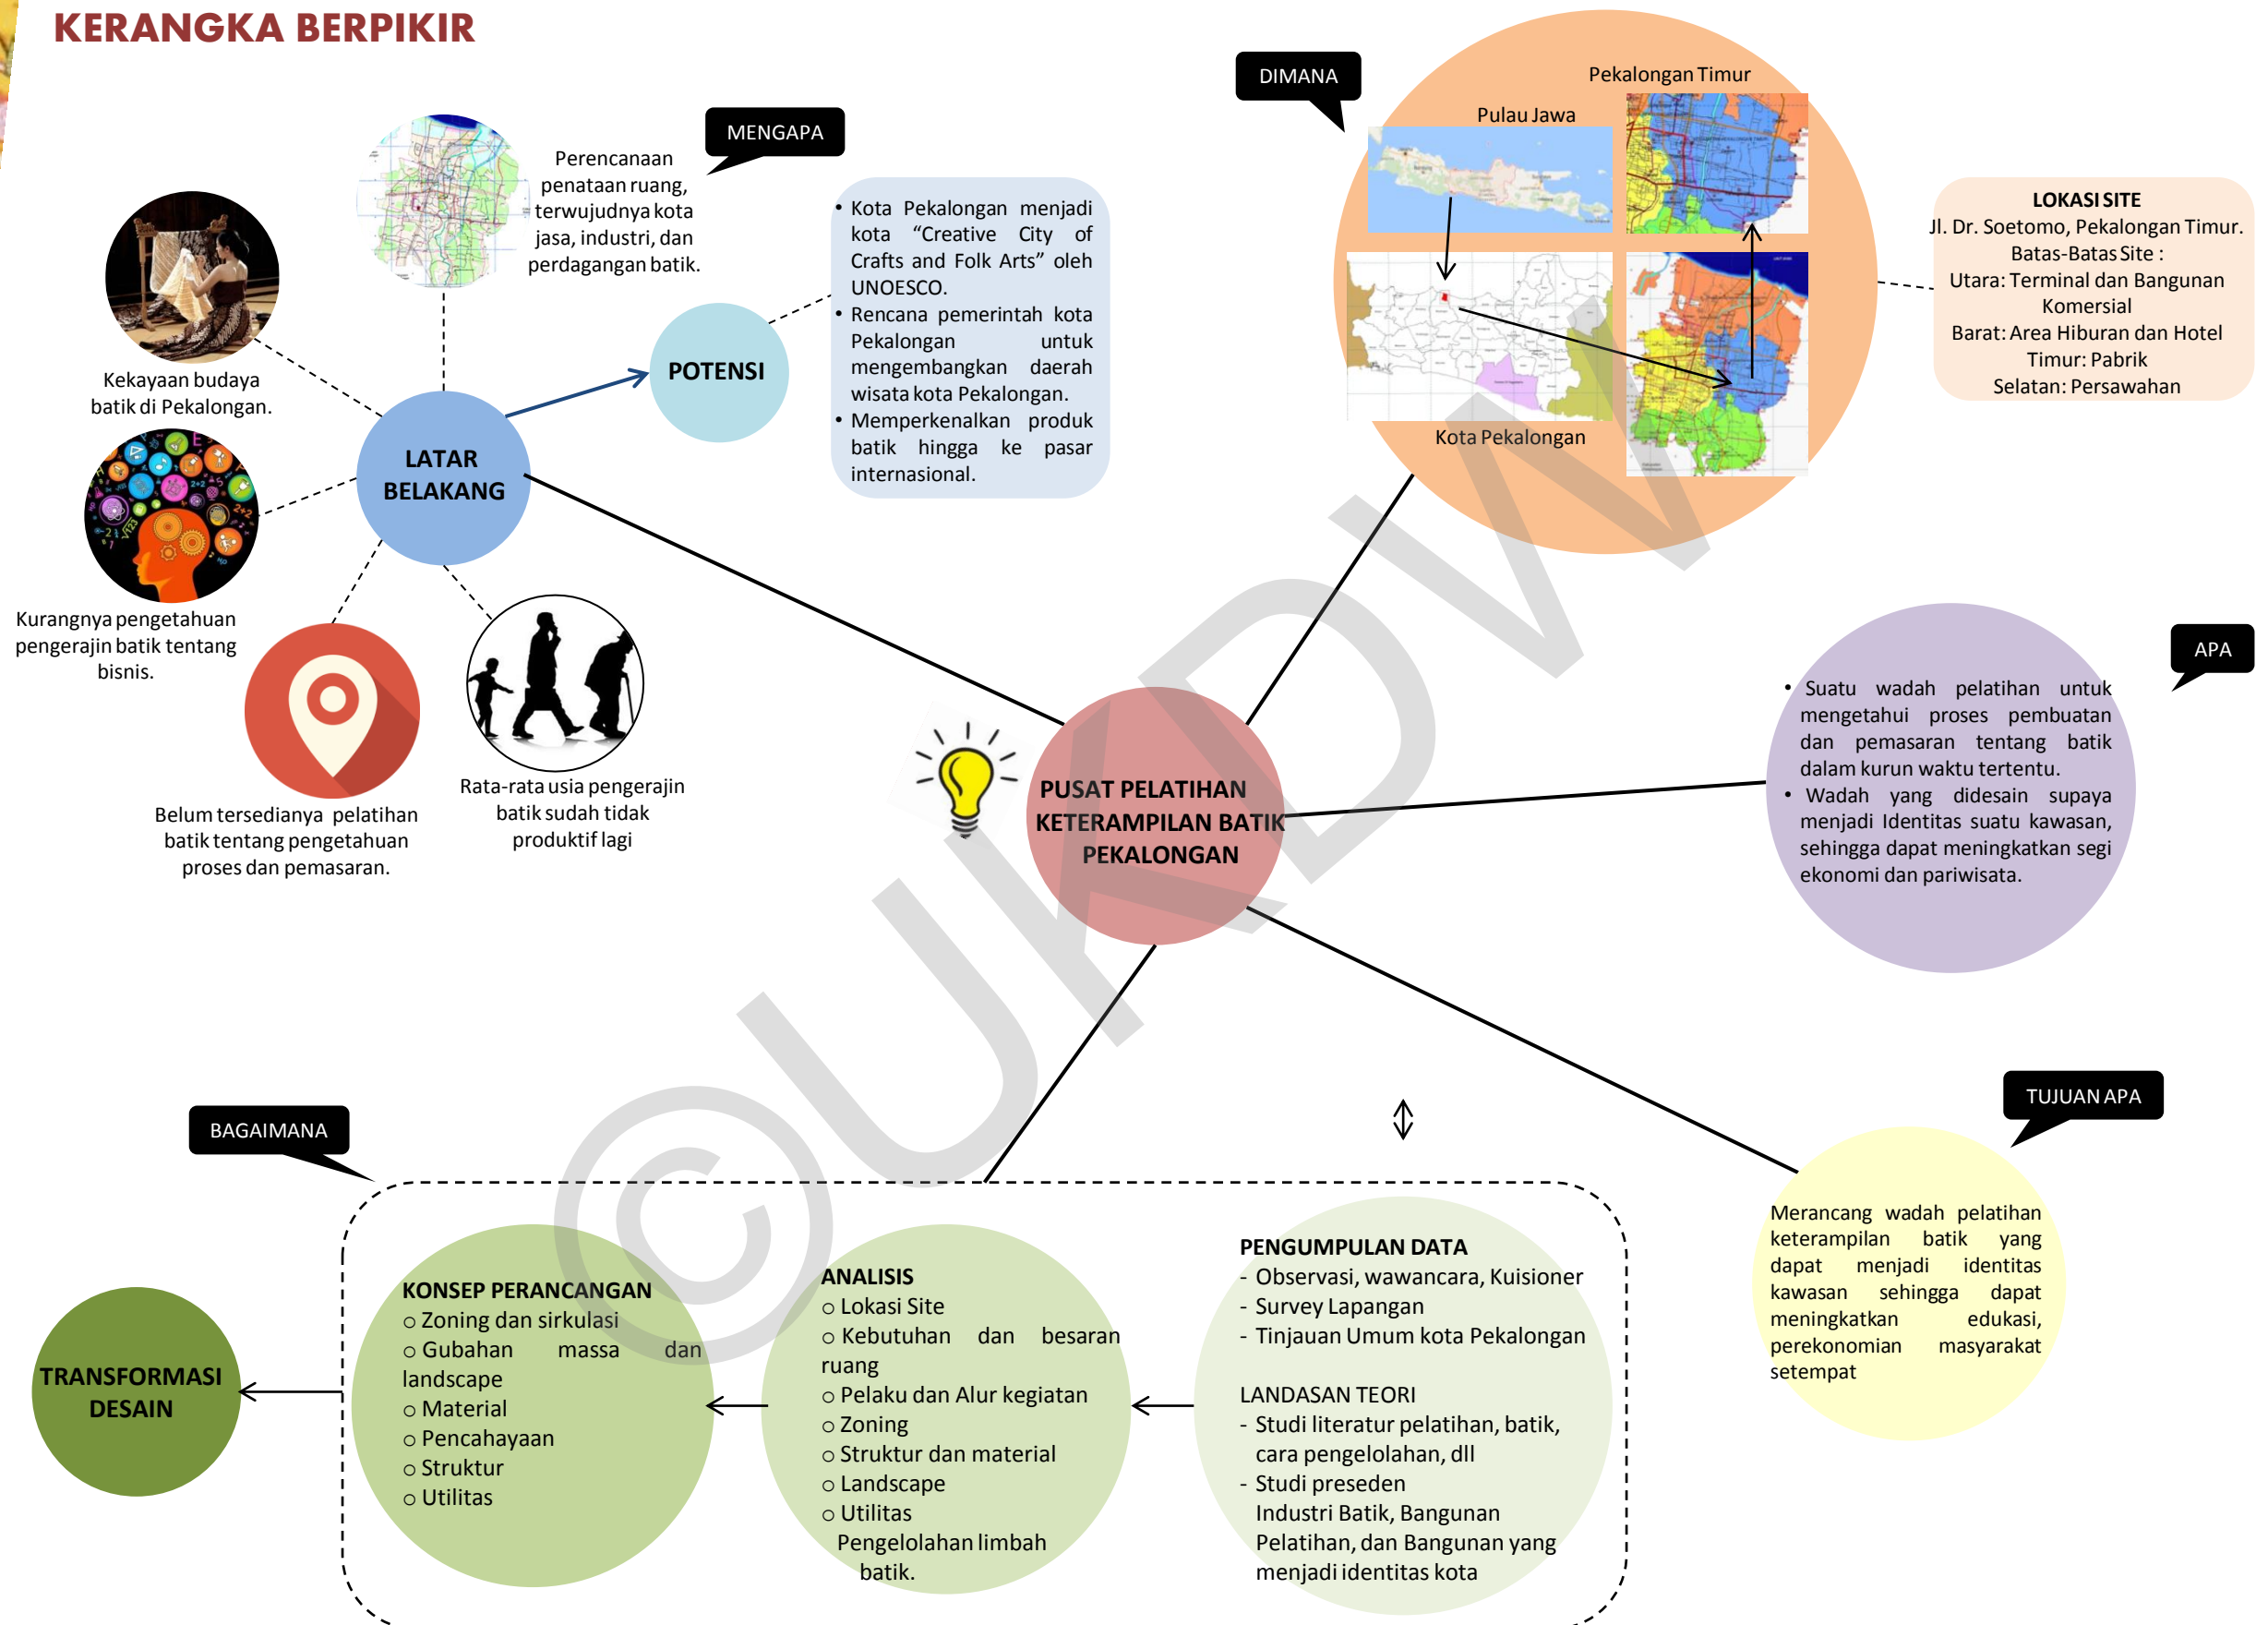 KERANGKA BERPIKIR
MENGAPA
Perencanaan
penataan ruang,
terwujudnya kota
jasa, industri, dan
perdagangan batik.
Kekayaan budaya
batik di Pekalongan.
Kurangnya pengetahuan
pengerajin batik tentang
bisnis.
Belum tersedianya pelatihan
batik tentang pengetahuan
proses dan pemasaran.
Rata-rata usia pengerajin
batik sudah tidak
produktif lagi
LATAR
BELAKANG
POTENSI
• Kota Pekalongan menjadi
kota “Creative City of
Crafts and Folk Arts” oleh
UNOESCO.
• Rencana pemerintah kota
Pekalongan untuk
mengembangkan daerah
wisata kota Pekalongan.
• Memperkenalkan produk
batik hingga ke pasar
internasional.
DIMANA
Pekalongan Timur
Pulau Jawa
Kota Pekalongan
LOKASI SITE
Jl. Dr. Soetomo, Pekalongan Timur.
Batas-Batas Site :
Utara: Terminal dan Bangunan
Komersial
Barat: Area Hiburan dan Hotel
Timur: Pabrik
Selatan: Persawahan
PUSAT PELATIHAN
KETERAMPILAN BATIK
PEKALONGAN
APA
• Suatu wadah pelatihan untuk
mengetahui proses pembuatan
dan pemasaran tentang batik
dalam kurun waktu tertentu.
• Wadah yang didesain supaya
menjadi Identitas suatu kawasan,
sehingga dapat meningkatkan segi
ekonomi dan pariwisata.
TUJUAN APA
Merancang wadah pelatihan
keterampilan batik yang
dapat menjadi identitas
kawasan sehingga dapat
meningkatkan edukasi,
perekonomian masyarakat
setempat
BAGAIMANA
TRANSFORMASI
DESAIN
KONSEP PERANCANGAN
○ Zoning dan sirkulasi
○ Gubahan massa dan
landscape
○ Material
○ Pencahayaan
○ Struktur
○ Utilitas
ANALISIS
○ Lokasi Site
○ Kebutuhan dan besaran
ruang
○ Pelaku dan Alur kegiatan
○ Zoning
○ Struktur dan material
○ Landscape
○ Utilitas
Pengelolahan limbah
batik.
PENGUMPULAN DATA
- Observasi, wawancara, Kuisioner
- Survey Lapangan
- Tinjauan Umum kota Pekalongan
LANDASAN TEORI
- Studi literatur pelatihan, batik,
cara pengelolahan, dll
- Studi preseden
Industri Batik, Bangunan
Pelatihan, dan Bangunan yang
menjadi identitas kota
©UKDW